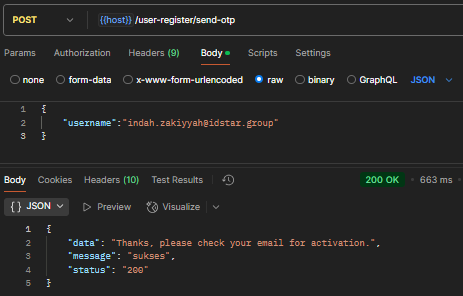 POST {{host}} /user-register/send-otp
Params Authorization Headers (9) Body Scripts Settings
none form-data x-www-form-urlencoded raw binary GraphQL JSON
1 {
2 "username":"indah.zakiyyah@idstar.group"
3 }
Body Cookies Headers (10) Test Results 200 OK 663 ms
{} JSON Preview Visualize
1 {
2 "data": "Thanks, please check your email for activation.",
3 "message": "sukses",
4 "status": "200"
5 }